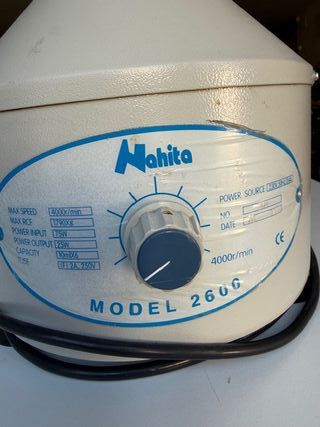 Nahita
MAX SPEED 4000r/min
MAX RCF 1790Xg
POWER INPUT 75W
POWER OUTPUT 25W
CAPACITY 10mlX6
FUSE
POWER SOURCE
NO
DATE
4000r/min
CE
MODEL 2600